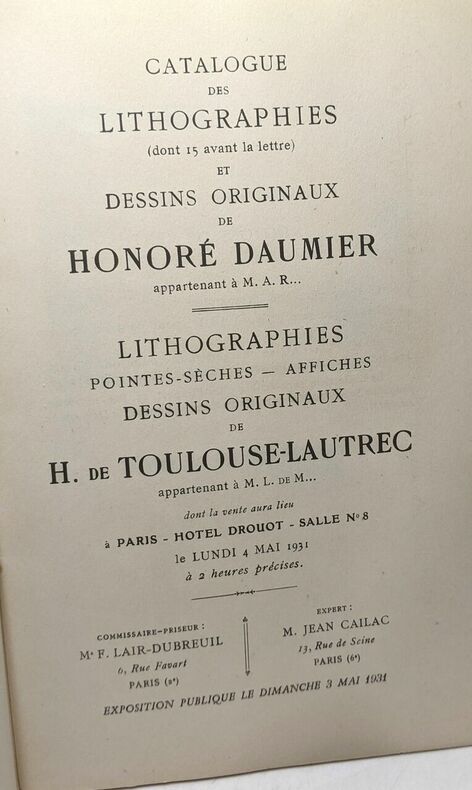 CATALOGUE
DES
LITHOGRAPHIES
(dont 15 avant la lettre)
ET
DESSINS ORIGINAUX
DE
HONORÉ DAUMIER
appartenant à M. A. R...
LITHOGRAPHIES
POINTES-SÈCHES — AFFICHES
DESSINS ORIGINAUX
DE
H. DE TOULOUSE-LAUTREC
appartenant à M. L. DE M...
dont la vente aura lieu
à PARIS - HOTEL DROUOT - SALLE Nº 8
le LUNDI 4 MAI 1931
à 2 heures précises.
COMMISSAIRE-PRISEUR :
Mᵉ F. LAIR-DUBREUIL
6, Rue Favart
PARIS (2ᵉ)
EXPERT :
M. JEAN CAILAC
13, Rue de Seine
PARIS (6ᵉ)
EXPOSITION PUBLIQUE LE DIMANCHE 3 MAI 1931